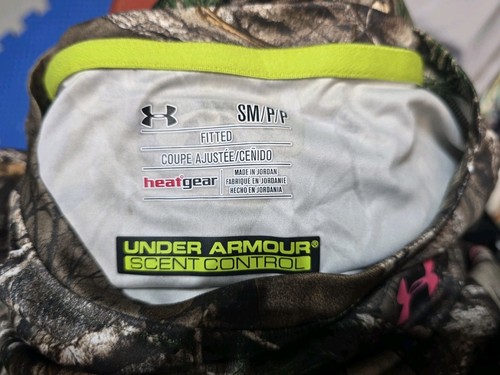 SM/P/P
FITTED
COUPE AJUSTÉE/CEÑIDO
heatgear
MADE IN JORDAN
FABRIQUÉ EN JORDANIE
HECHO EN JORDANIA
UNDER ARMOUR®
SCENT CONTROL